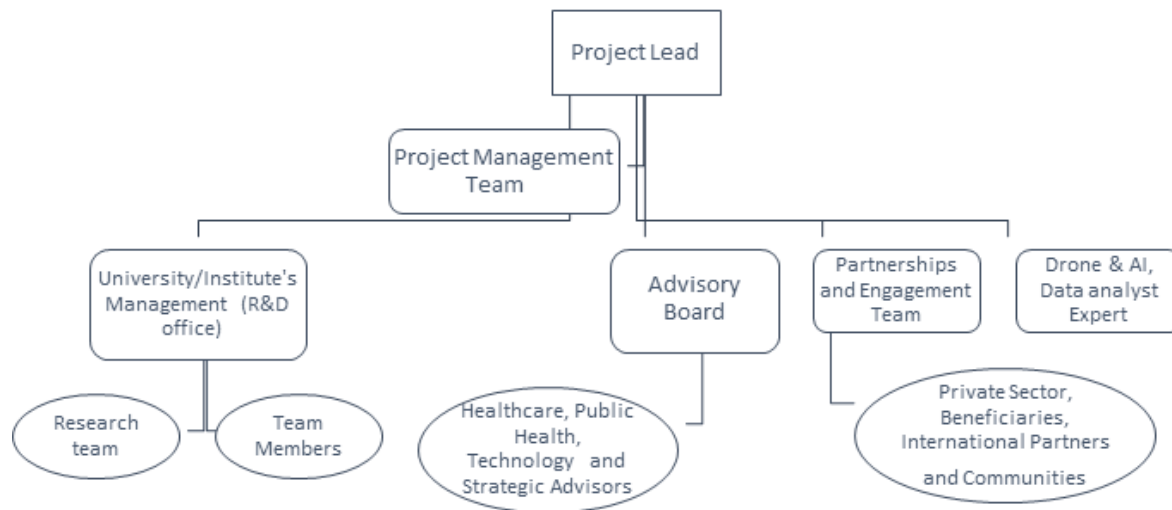 Project Lead
Project Management
Team
University/Institute's
Management (R&D
office)
Advisory
Board
Partnerships
and Engagement
Team
Drone & AI,
Data analyst
Expert
Research
team
Team
Members
Healthcare, Public
Health,
Technology and
Strategic Advisors
Private Sector,
Beneficiaries,
International Partners
and Communities